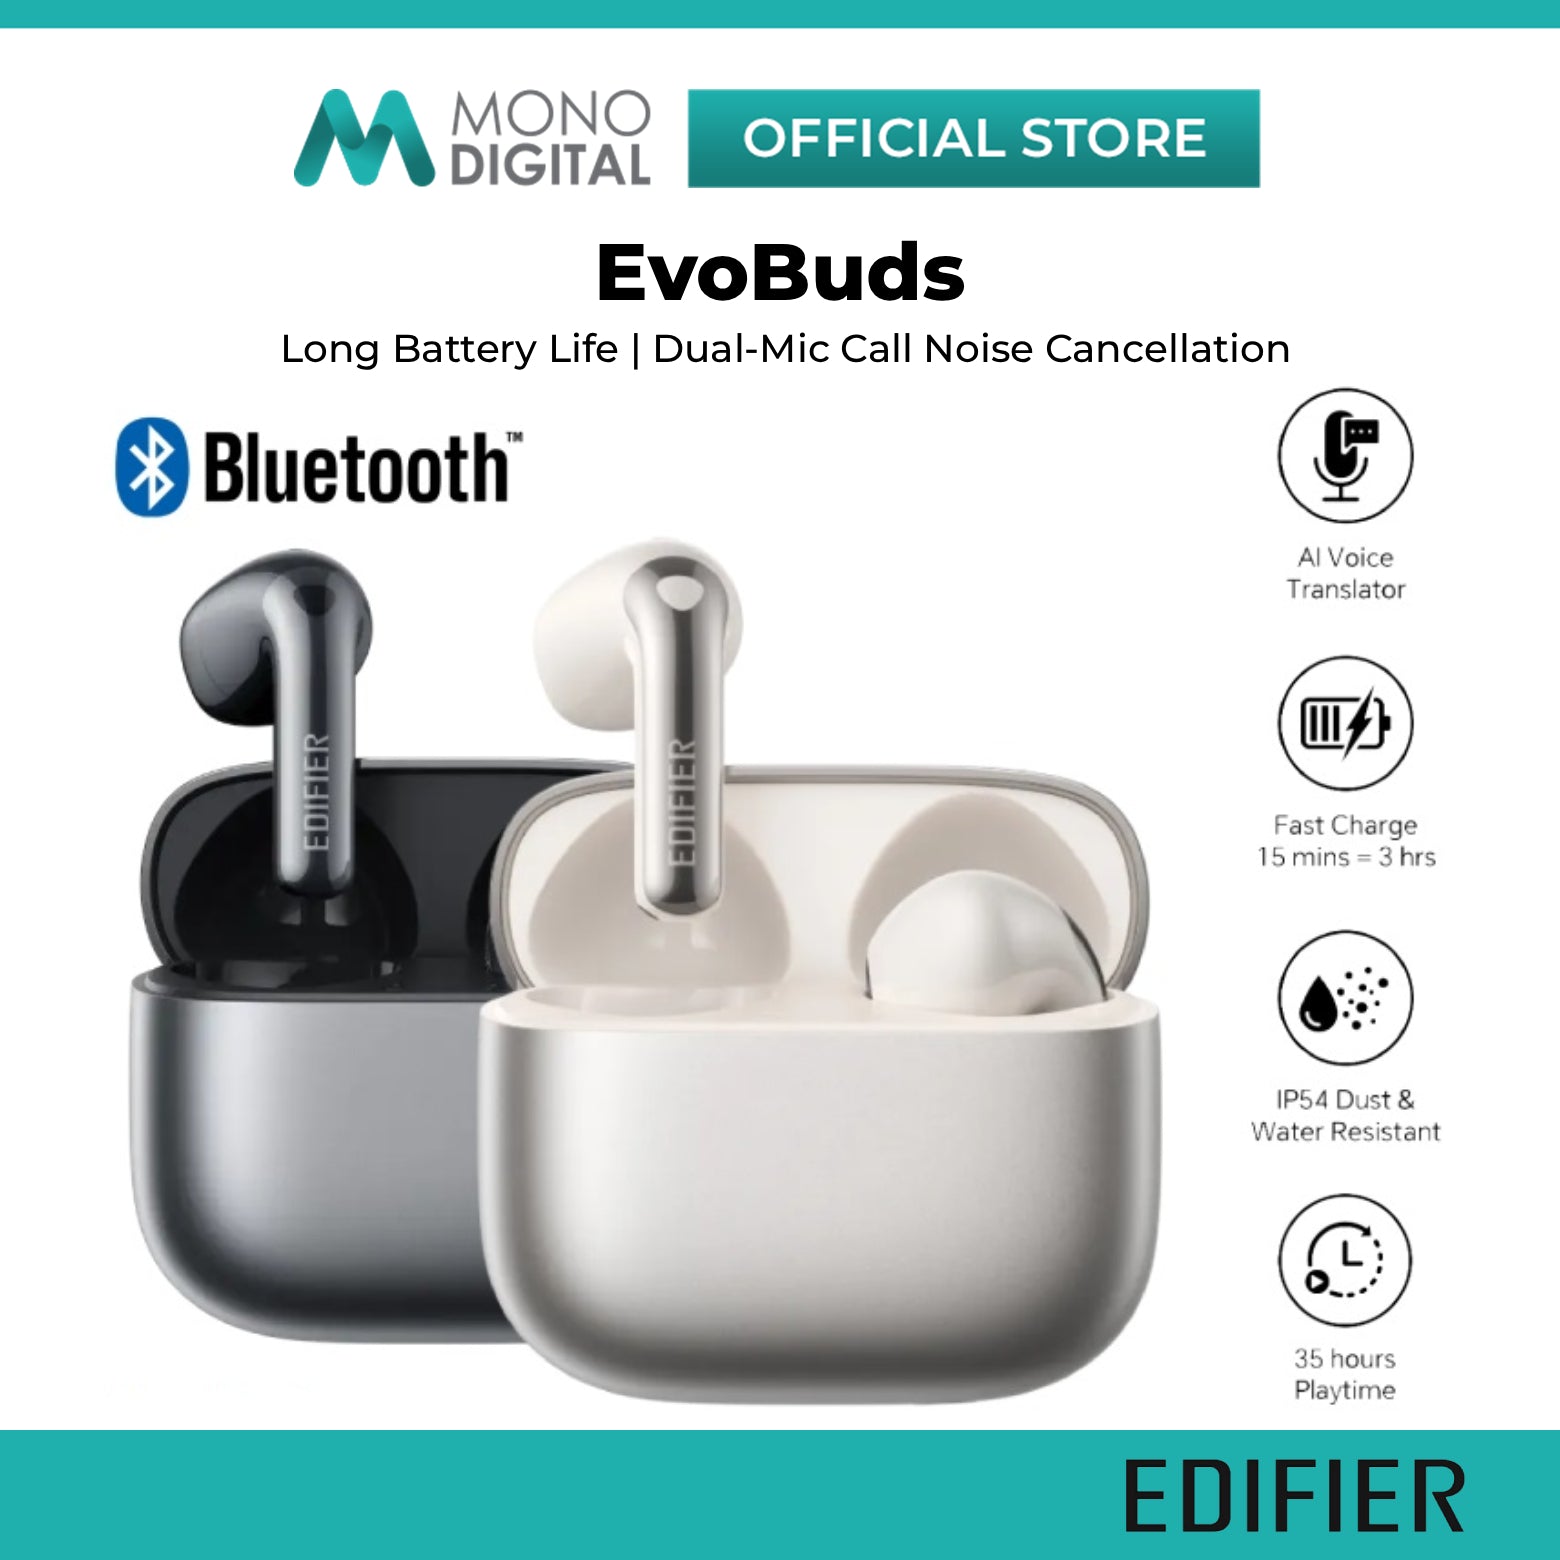 MONO
DIGITAL
OFFICIAL STORE
EvoBuds
Long Battery Life | Dual-Mic Call Noise Cancellation
Bluetooth™
AI Voice
Translator
EDIFIER
EDIFIER
Fast Charge
15 mins = 3 hrs
IP54 Dust &
Water Resistant
35 hours
Playtime
EDIFIER